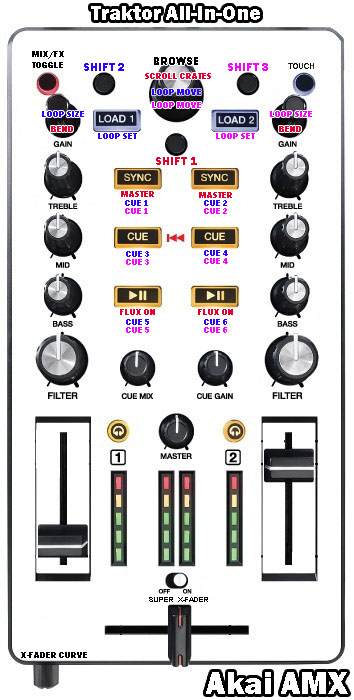 Traktor All-In-One
MIX/FX
TOGGLE
SHIFT 2
BROWSE
SHIFT 3
TOUCH
SCROLL CRATES
LOOP MOVE
LOOP MOVE
LOOP SIZE
BEND
LOAD 1
LOOP SET
LOAD 2
LOOP SET
LOOP SIZE
BEND
GAIN
SHIFT 1
GAIN
SYNC
SYNC
MASTER
CUE 1
CUE 1
MASTER
CUE 2
CUE 2
TREBLE
TREBLE
CUE
CUE
CUE 3
CUE 3
CUE 4
CUE 4
MID
MID
FLUX ON
CUE 5
CUE 5
FLUX ON
CUE 6
CUE 6
BASS
BASS
FILTER
CUE MIX
CUE GAIN
FILTER
1
MASTER
2
OFF
ON
SUPER X-FADER
X-FADER CURVE
Akai AMX